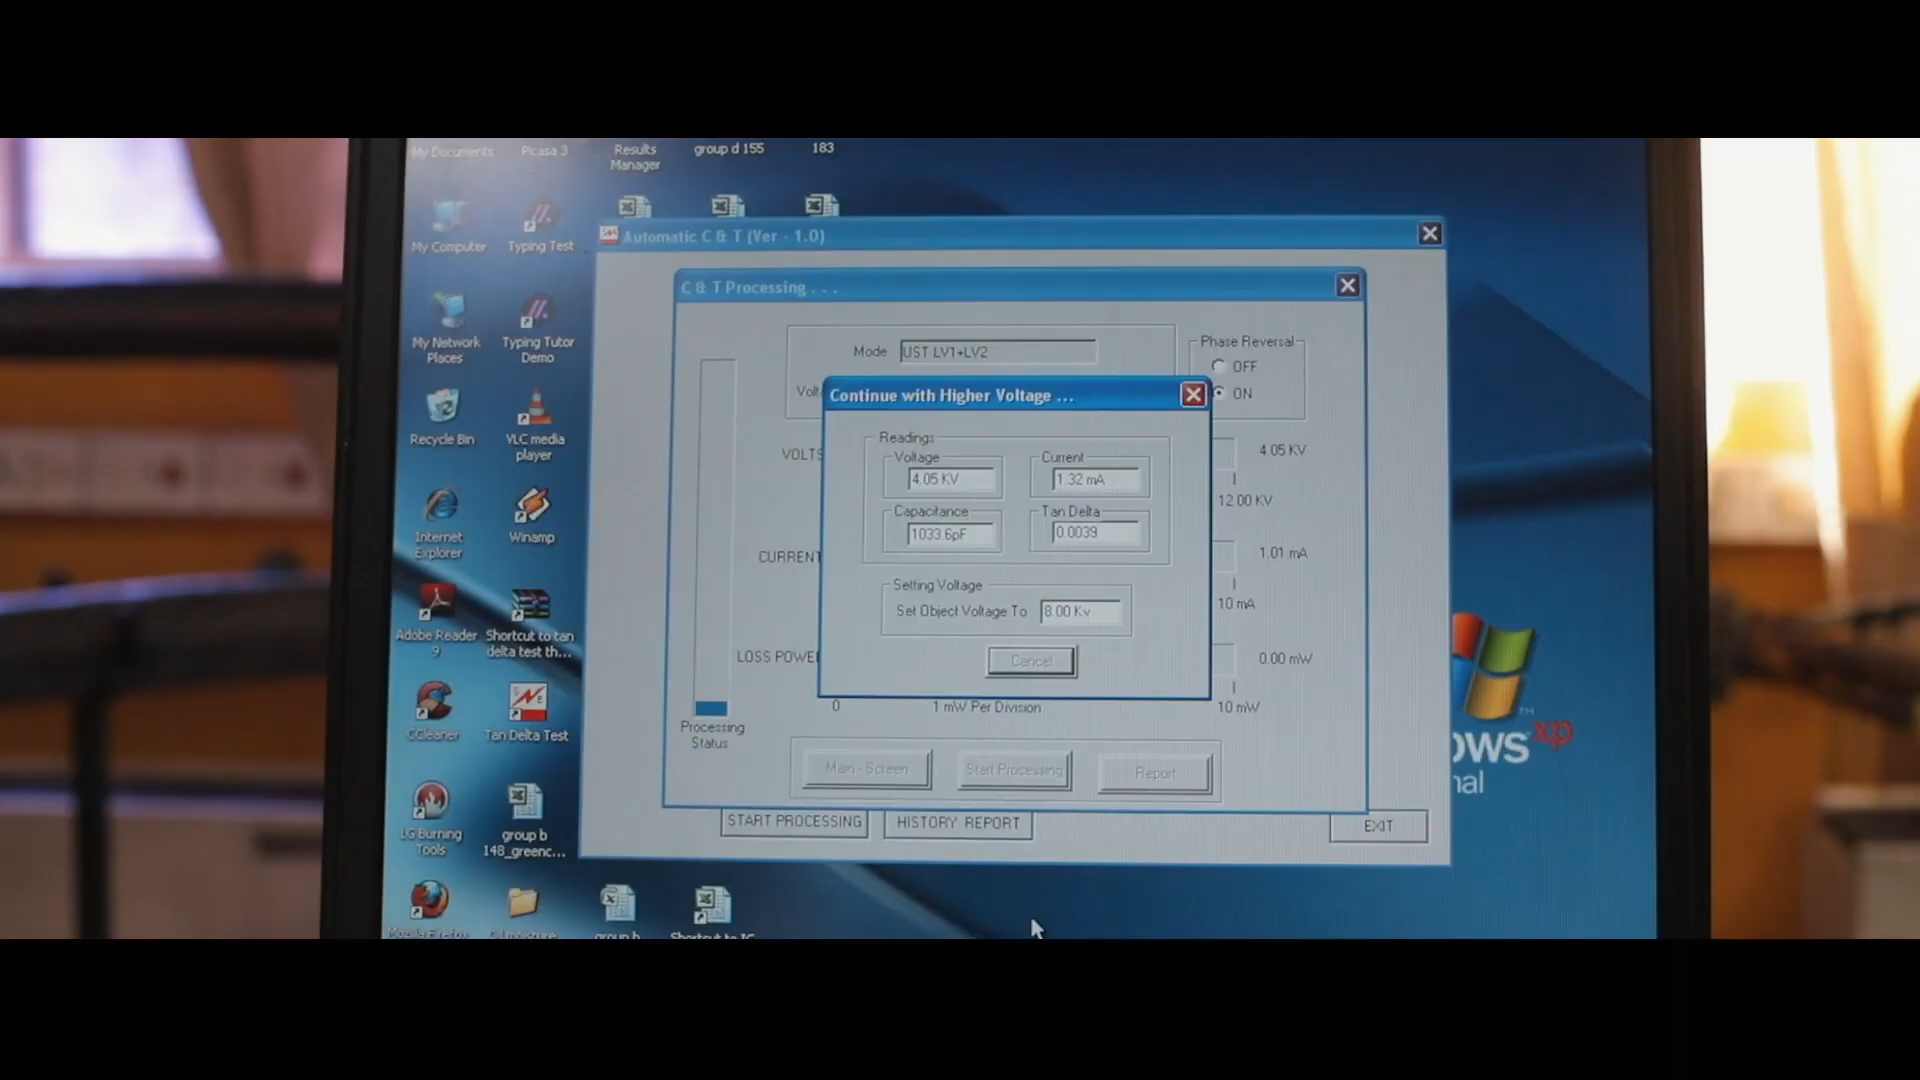 My Documents
Picasa 3
Results
Manager
group d 155
183
My Computer
Typing Test
My Network
Places
Typing Tutor
Demo
Recycle Bin
VLC media
player
Internet
Explorer
Winamp
Adobe Reader
9
Shortcut to tan
delta test th...
CCleaner
Tan Delta Test
LG Burning
Tools
group b
148_greenc...
Mozilla Firefox
group b
Automatic C & T (Ver - 1.0)
C & T Processing . . .
Mode UST LV1+LV2
Phase Reversal
OFF
ON
Continue with Higher Voltage ...
Readings
Voltage
4.05 KV
Current
1.32 mA
Capacitance
1033.6pF
Tan Delta
0.0039
Setting Voltage
Set Object Voltage To 8.00 Kv
Cancel
VOLTS
4.05 KV
12.00 KV
CURRENT
1.01 mA
10 mA
LOSS POWE
0.00 mW
0
1 mW Per Division
10 mW
Processing
Status
Main - Screen
Start Processing
Report
START PROCESSING
HISTORY REPORT
EXIT
ows xp
nal